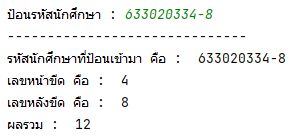 ป้อนรหัสนักศึกษา : 633020334-8
------------------------------
รหัสนักศึกษาที่ป้อนเข้ามา คือ :  633020334-8
เลขหน้าขีด คือ :  4
เลขหลังขีด คือ :  8
ผลรวม :  12